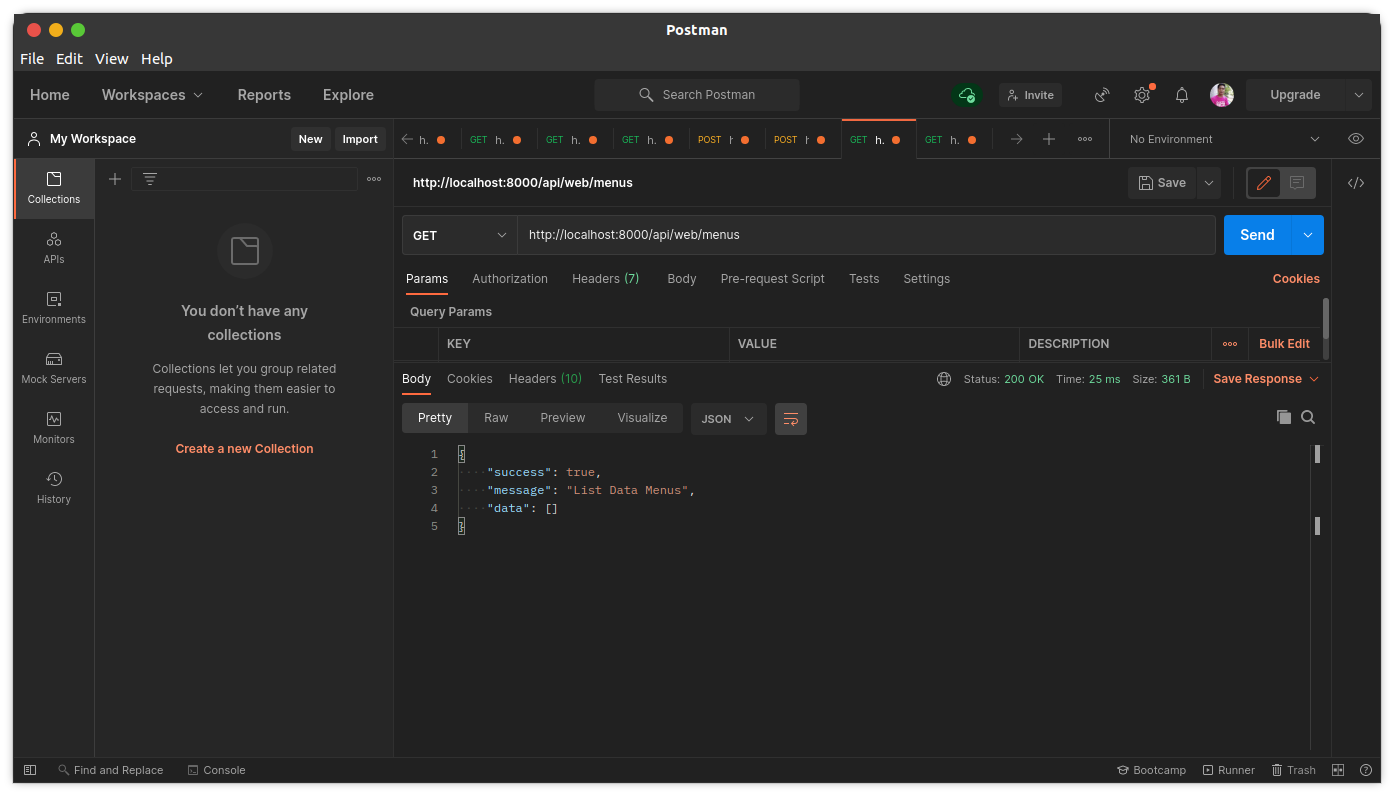 Postman
File Edit View Help
Home Workspaces Reports Explore Search Postman Invite Upgrade
My Workspace New Import h. GET h. GET h. GET h. POST POST GET h. GET h. No Environment
Collections
APIs
Environments
Mock Servers
Monitors
History
You don't have any
collections
Collections let you group related
requests, making them easier to
access and run.
Create a new Collection
http://localhost:8000/api/web/menus Save
GET http://localhost:8000/api/web/menus Send
Params Authorization Headers (7) Body Pre-request Script Tests Settings Cookies
Query Params
KEY VALUE DESCRIPTION Bulk Edit
Body Cookies Headers (10) Test Results Status: 200 OK Time: 25 ms Size: 361 B Save Response
Pretty Raw Preview Visualize JSON
1 {
2 "success": true,
3 "message": "List Data Menus",
4 "data": []
5 }
Find and Replace Console Bootcamp Runner Trash